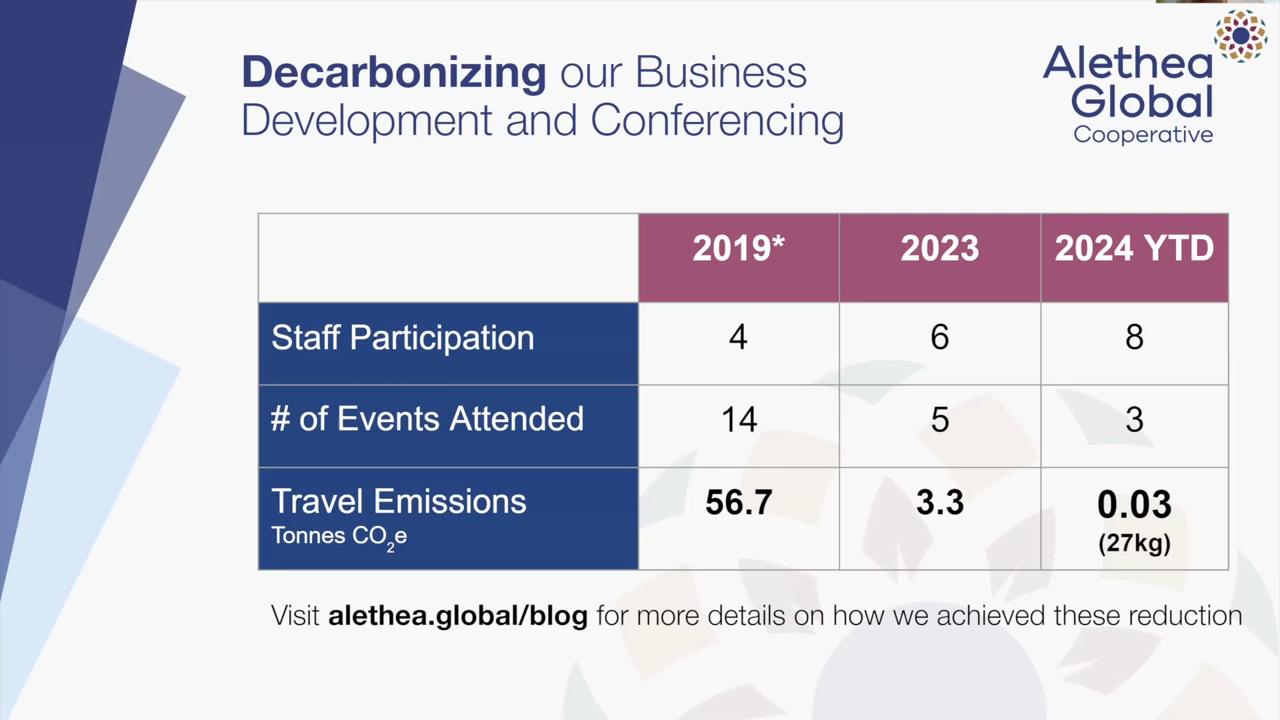 Decarbonizing our Business
Development and Conferencing
Alethea
Global
Cooperative
2019* 2023 2024 YTD
Staff Participation 4 6 8
# of Events Attended 14 5 3
Travel Emissions 56.7 3.3 0.03
Tonnes CO₂e (27kg)
Visit alethea.global/blog for more details on how we achieved these reduction